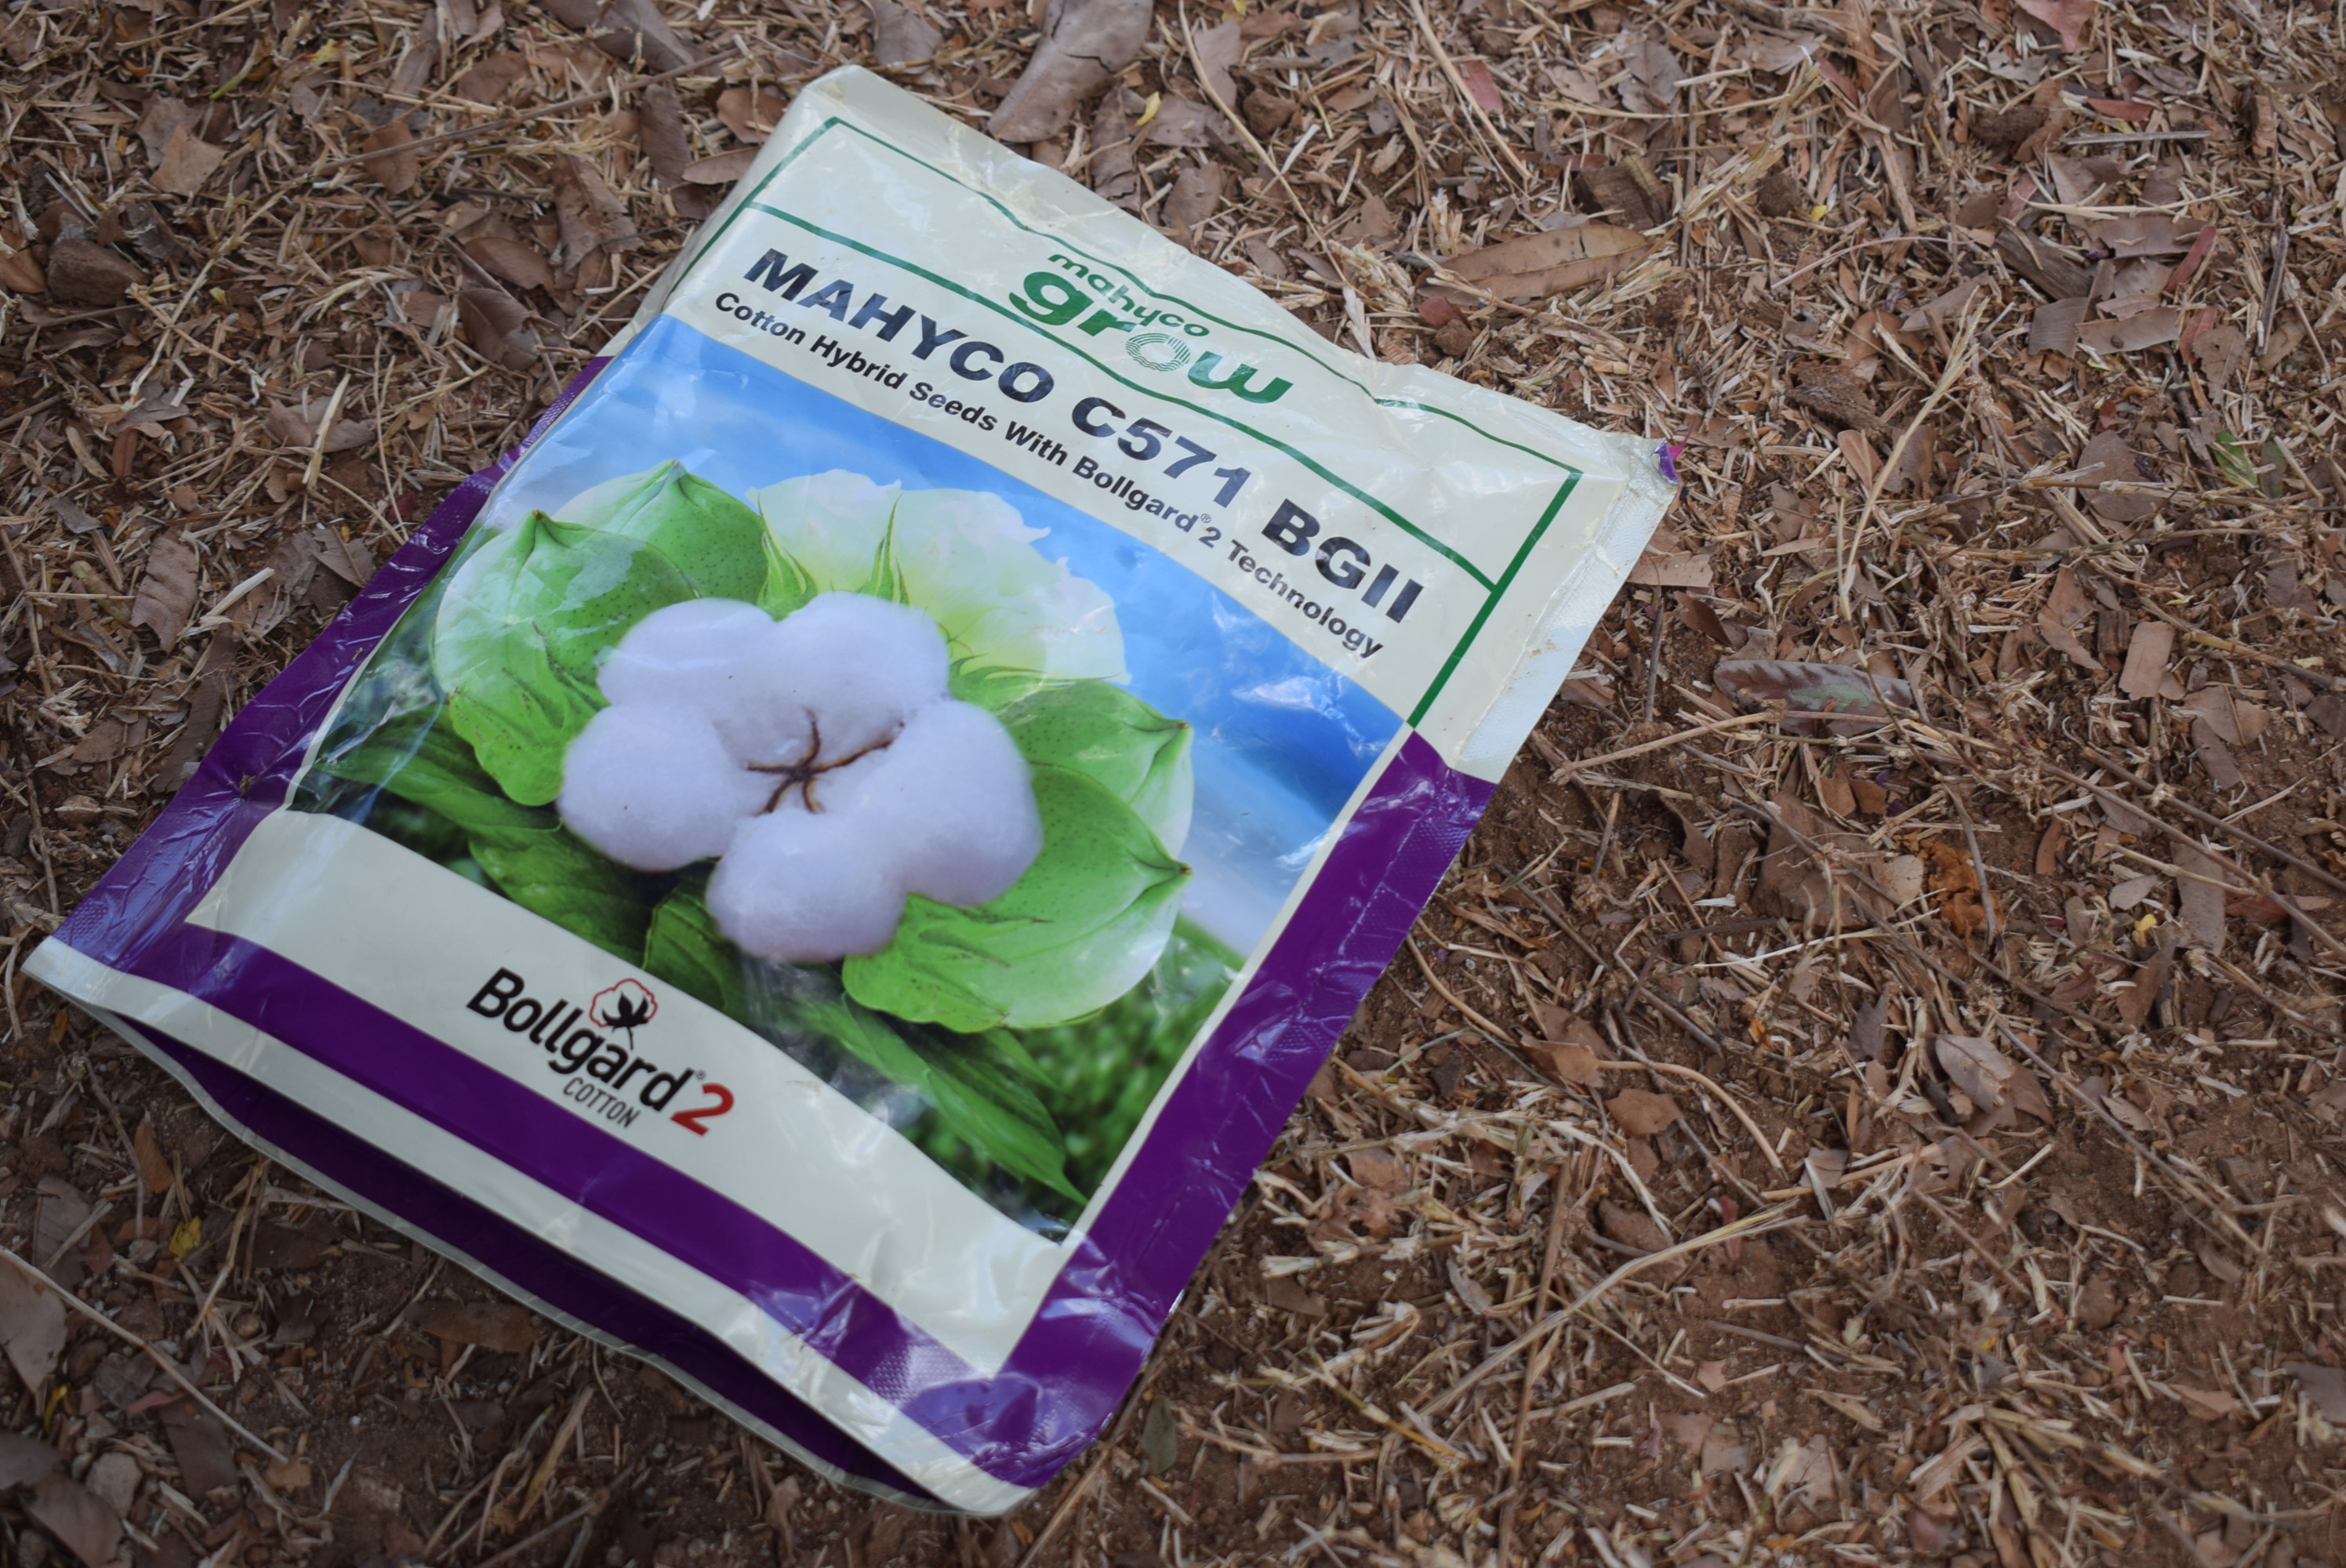 mahyco
grow
MAHYCO C571 BGII
Cotton Hybrid Seeds With Bollgard®2 Technology
Bollgard®2
COTTON